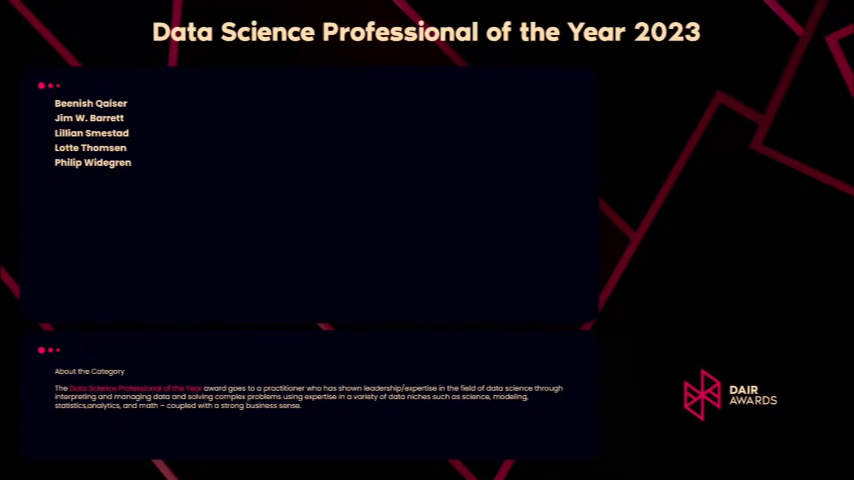 Data Science Professional of the Year 2023
Beenish Qaiser
Jim W. Barrett
Lillian Smestad
Lotte Thomsen
Philip Widegren
About the Category
The Data Science Professional of the Year award goes to a practitioner who has shown leadership/expertise in the field of data science through
interpreting and managing data and solving complex problems using expertise in a variety of data niches such as science, modeling,
statistics,analytics, and math – coupled with a strong business sense.
DAIR
AWARDS